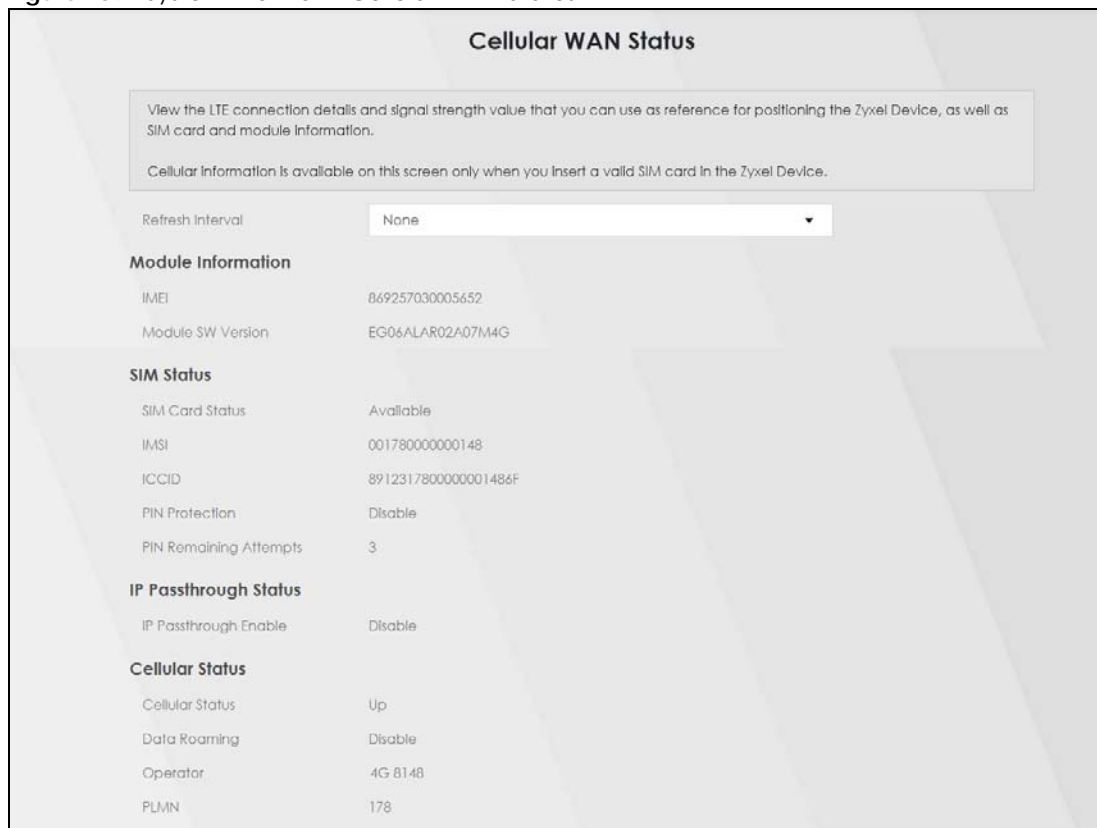 Cellular WAN Status
View the LTE connection details and signal strength value that you can use as reference for positioning the Zyxel Device, as well as
SIM card and module information.
Cellular information is available on this screen only when you insert a valid SIM card in the Zyxel Device.
Refresh Interval None
Module Information
IMEI 869257030005652
Module SW Version EG06ALAR02A07M4G
SIM Status
SIM Card Status Available
IMSI 001780000000148
ICCID 8912317800000001486F
PIN Protection Disable
PIN Remaining Attempts 3
IP Passthrough Status
IP Passthrough Enable Disable
Cellular Status
Cellular Status Up
Data Roaming Disable
Operator 4G 8148
PLMN 178